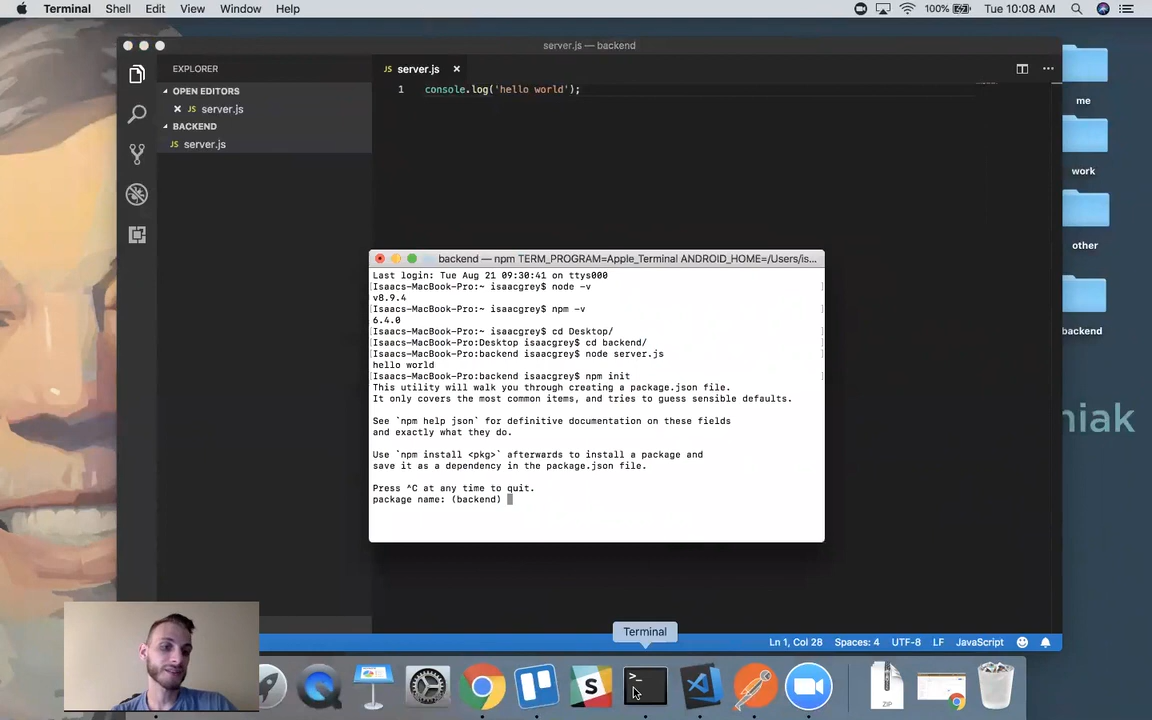 Terminal Shell Edit View Window Help 100% Tue 10:08 AM
server.js — backend
EXPLORER
JS server.js
OPEN EDITORS
JS server.js
BACKEND
JS server.js
1 console.log('hello world');
me
work
other
backend
niak
backend — npm TERM_PROGRAM=Apple_Terminal ANDROID_HOME=/Users/is...
Last login: Tue Aug 21 09:30:41 on ttys000
[Isaacs-MacBook-Pro:~ isaacgrey$ node -v ]
v8.9.4
[Isaacs-MacBook-Pro:~ isaacgrey$ npm -v ]
6.4.0
[Isaacs-MacBook-Pro:~ isaacgrey$ cd Desktop/ ]
[Isaacs-MacBook-Pro:Desktop isaacgrey$ cd backend/ ]
[Isaacs-MacBook-Pro:backend isaacgrey$ node server.js ]
hello world
[Isaacs-MacBook-Pro:backend isaacgrey$ npm init ]
This utility will walk you through creating a package.json file.
It only covers the most common items, and tries to guess sensible defaults.
See `npm help json` for definitive documentation on these fields
and exactly what they do.
Use `npm install <pkg>` afterwards to install a package and
save it as a dependency in the package.json file.
Press ^C at any time to quit.
package name: (backend)
Terminal
Ln 1, Col 28 Spaces: 4 UTF-8 LF JavaScript
S
>_
ZIP